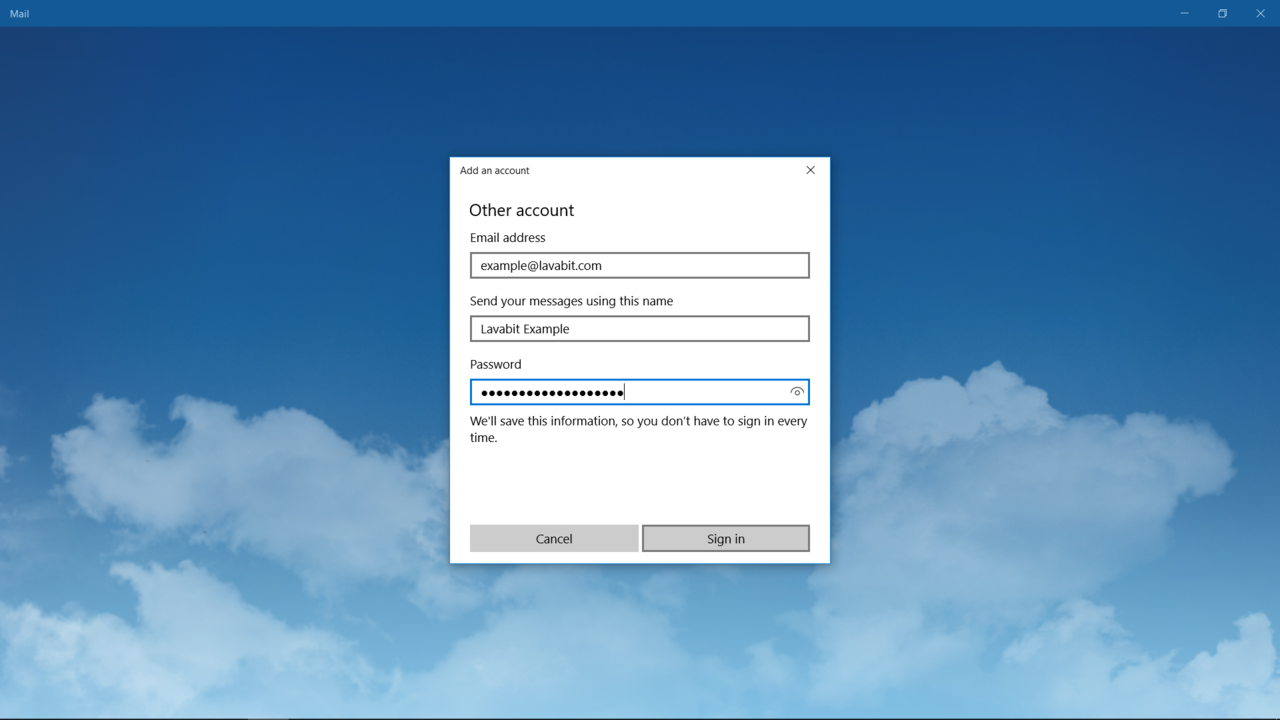 Mail
Add an account
Other account
Email address
example@lavabit.com
Send your messages using this name
Lavabit Example
Password
●●●●●●●●●●●●●●●●●●●
We'll save this information, so you don't have to sign in every
time.
Cancel
Sign in